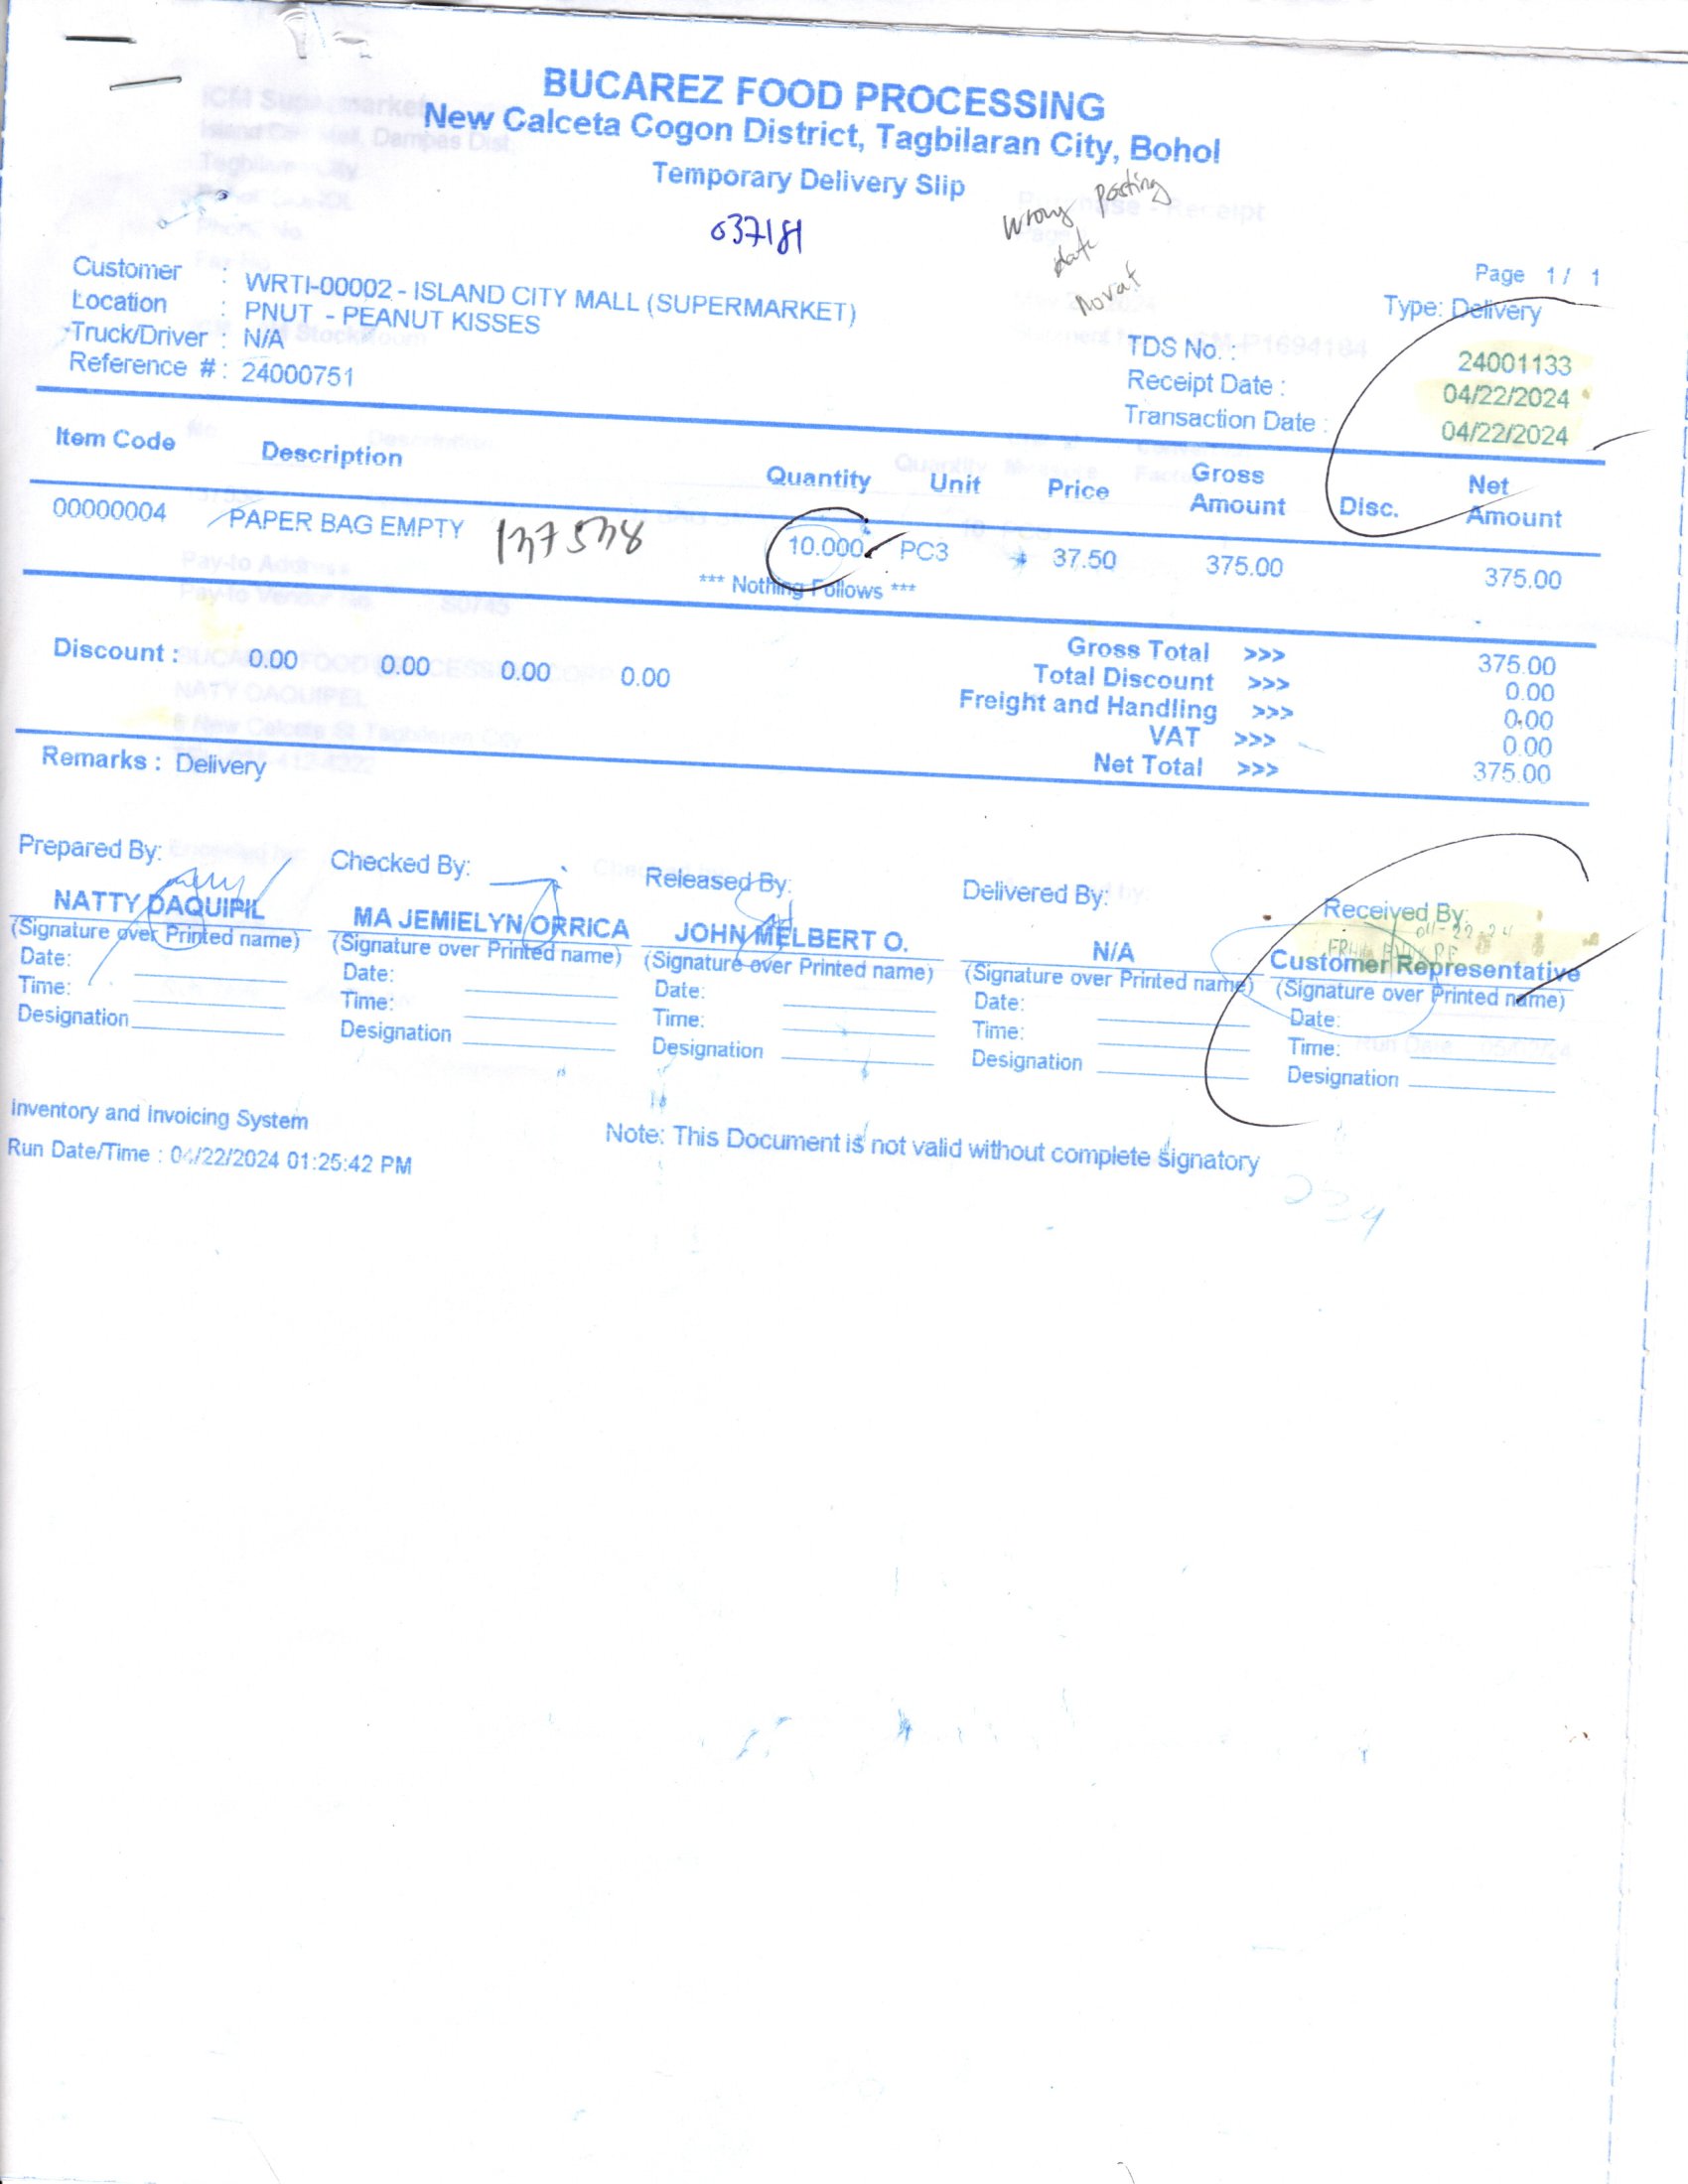 BUCAREZ FOOD PROCESSING
New Calceta Cogon District, Tagbilaran City, Bohol
Temporary Delivery Slip
Wrong Posting
date
Novat
Page 1 / 1
Type: Delivery
Customer : WRTI-00002 - ISLAND CITY MALL (SUPERMARKET)
Location : PNUT - PEANUT KISSES
Truck/Driver : N/A
Reference # : 24000751
TDS No. : 24001133
Receipt Date : 04/22/2024
Transaction Date : 04/22/2024
Item Code Description Quantity Unit Price Gross Amount Disc. Net Amount
00000004 PAPER BAG EMPTY 137538 10.000 PC3 37.50 375.00 375.00
*** Nothing Follows ***
Discount : 0.00 0.00 0.00 0.00
Gross Total >>> 375.00
Total Discount >>> 0.00
Freight and Handling >>> 0.00
VAT >>> 0.00
Net Total >>> 375.00
Remarks : Delivery
Prepared By: Checked By: Released By: Delivered By: Received By:
04-22-24
NATTY DAQUIPIL MA JEMIELYN ORRICA JOHN MELBERT O. N/A Customer Representative
(Signature over Printed name) (Signature over Printed name) (Signature over Printed name) (Signature over Printed name) (Signature over Printed name)
Date: Date: Date: Date: Date:
Time: Time: Time: Time: Time:
Designation Designation Designation Designation Designation
Inventory and Invoicing System
Run Date/Time : 04/22/2024 01:25:42 PM
Note: This Document is not valid without complete signatory
234